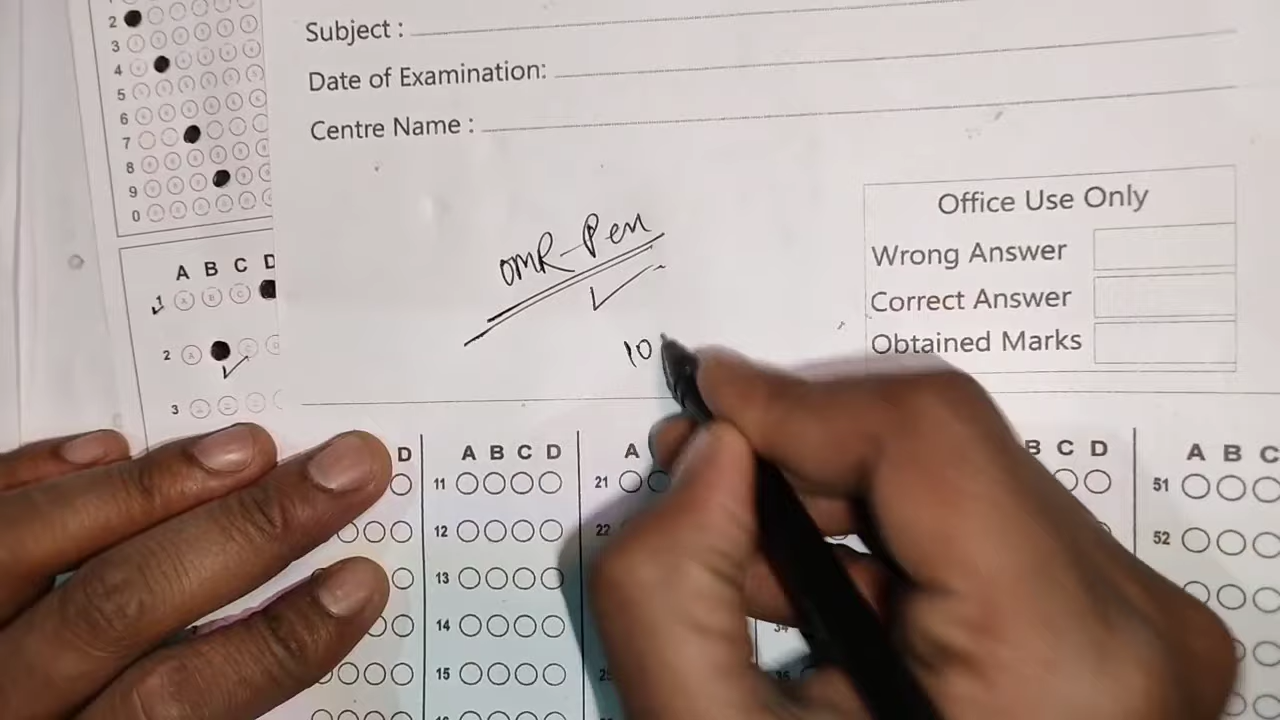 2
3
4
5
6
7
8
9
0
A B C D
1 A B C
2 A
3
Subject :
Date of Examination:
Centre Name :
OMR-Pen
10
Office Use Only
Wrong Answer
Correct Answer
Obtained Marks
D
A B C D
11
12
13
14
15
A
21
22
B C D
A B C
51
52